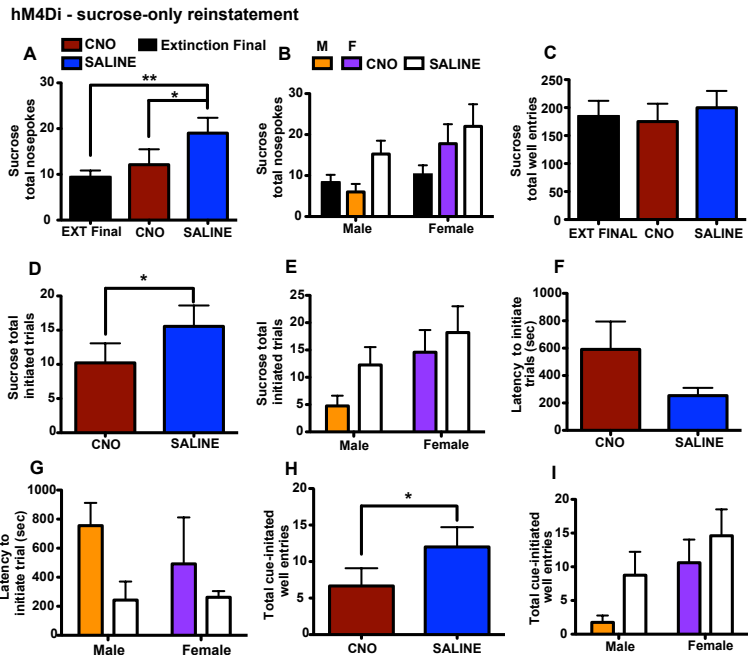 hM4Di - sucrose-only reinstatement
A
CNO
Extinction Final
SALINE
Sucrose
total nosepokes
30
20
10
0
**
*
EXT Final
CNO
SALINE
B
M
F
CNO
SALINE
Sucrose
total nosepokes
30
20
10
0
Male
Female
C
Sucrose
total well entries
250
200
150
100
50
0
EXT FINAL
CNO
SALINE
D
Sucrose total
initiated trials
20
15
10
5
0
*
CNO
SALINE
E
Sucrose total
initiated trials
25
20
15
10
5
0
Male
Female
F
Latency to initiate
trials (sec)
1000
800
600
400
200
0
CNO
SALINE
G
Latency to
initiate trial (sec)
1000
800
600
400
200
Male
Female
H
Total cue-initated
well entries
20
15
10
5
0
*
CNO
SALINE
I
Total cue-initiated
well entries
20
15
10
5
0
Male
Female